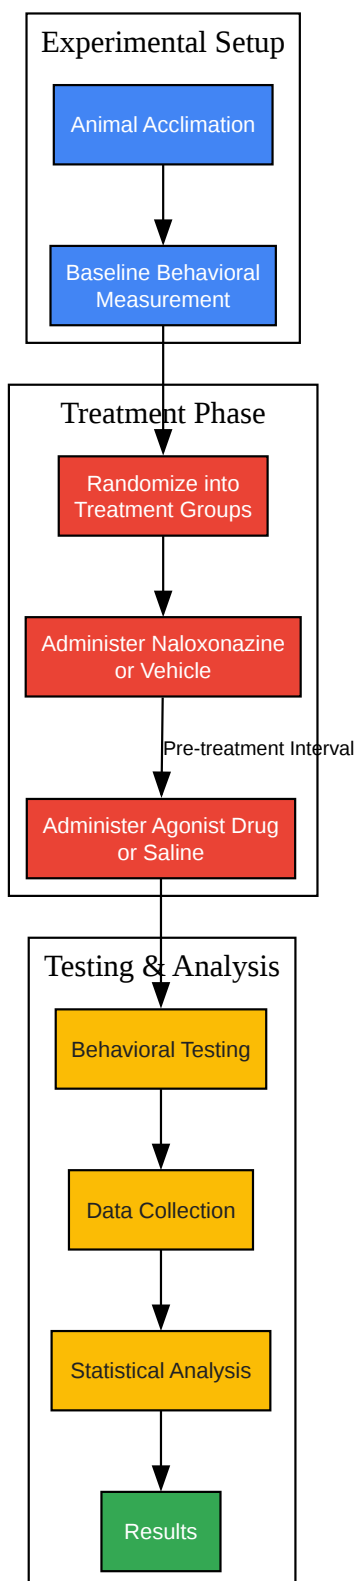 Experimental Setup
Animal Acclimation
Baseline Behavioral
Measurement
Treatment Phase
Randomize into
Treatment Groups
Administer Naloxonazine
or Vehicle
Pre-treatment Interval
Administer Agonist Drug
or Saline
Testing & Analysis
Behavioral Testing
Data Collection
Statistical Analysis
Results